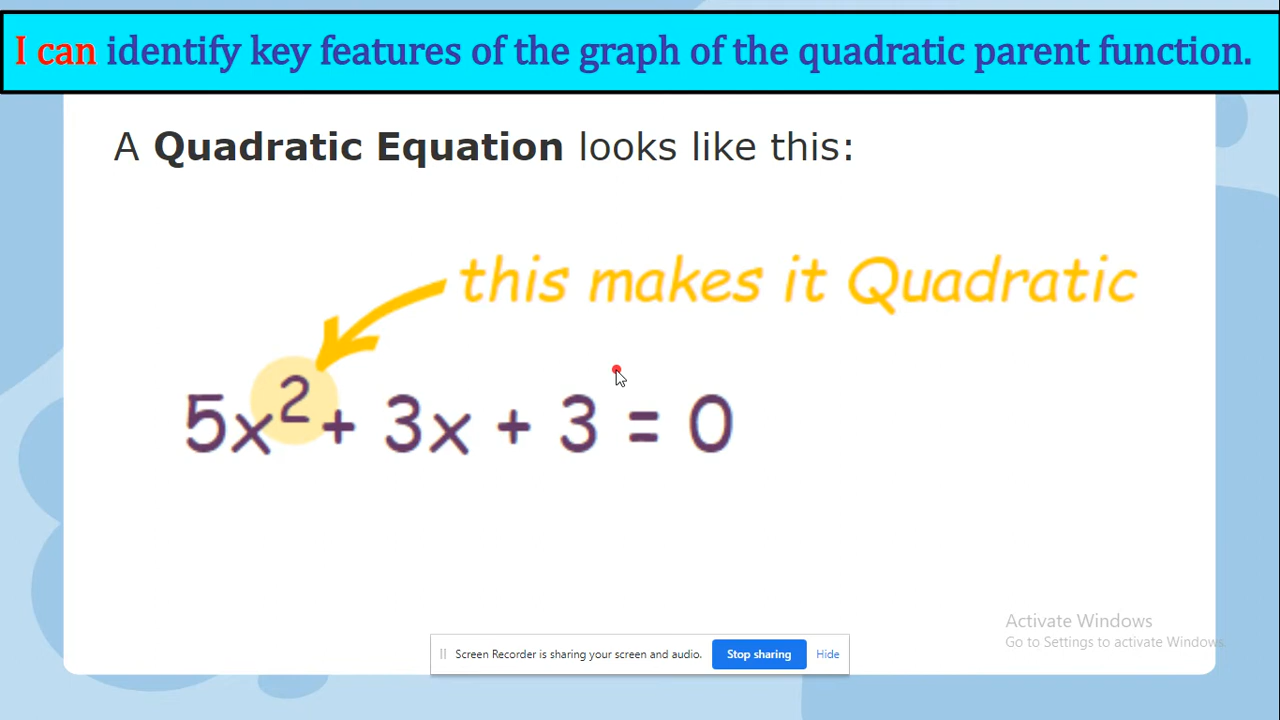 I can identify key features of the graph of the quadratic parent function.
A Quadratic Equation looks like this:
this makes it Quadratic
5x² + 3x + 3 = 0
Activate Windows
Go to Settings to activate Windows.
Screen Recorder is sharing your screen and audio. Stop sharing Hide